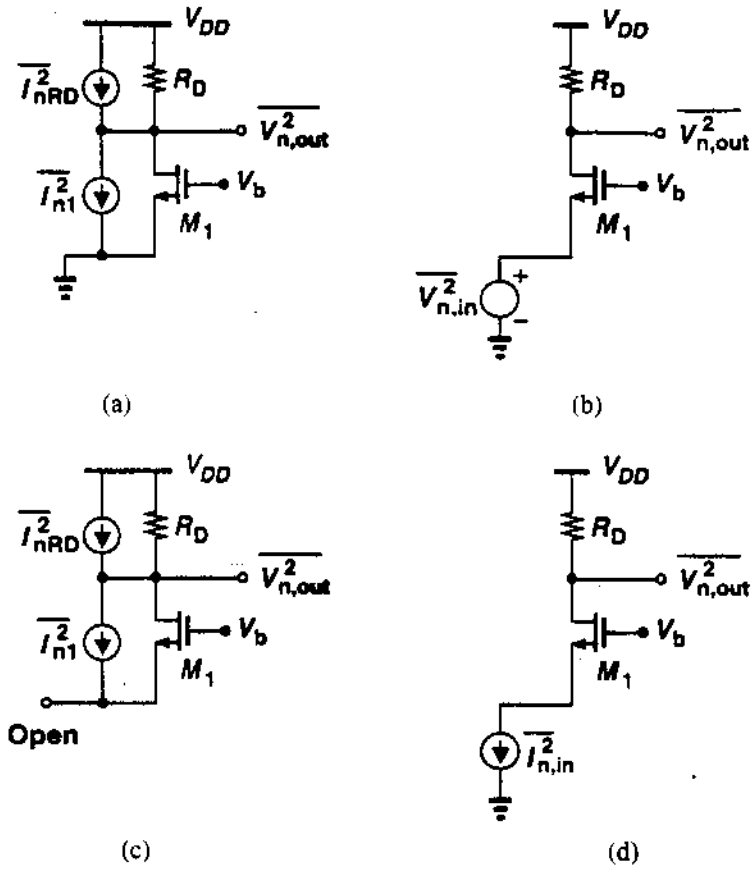 V_DD
V_DD
I²_nRD
R_D
R_D
V²_n,out
V²_n,out
I²_n1
V_b
V_b
M_1
M_1
V²_n,in
+
−
(a)
(b)
V_DD
V_DD
I²_nRD
R_D
R_D
V²_n,out
V²_n,out
I²_n1
V_b
V_b
M_1
M_1
Open
I²_n,in
(c)
(d)